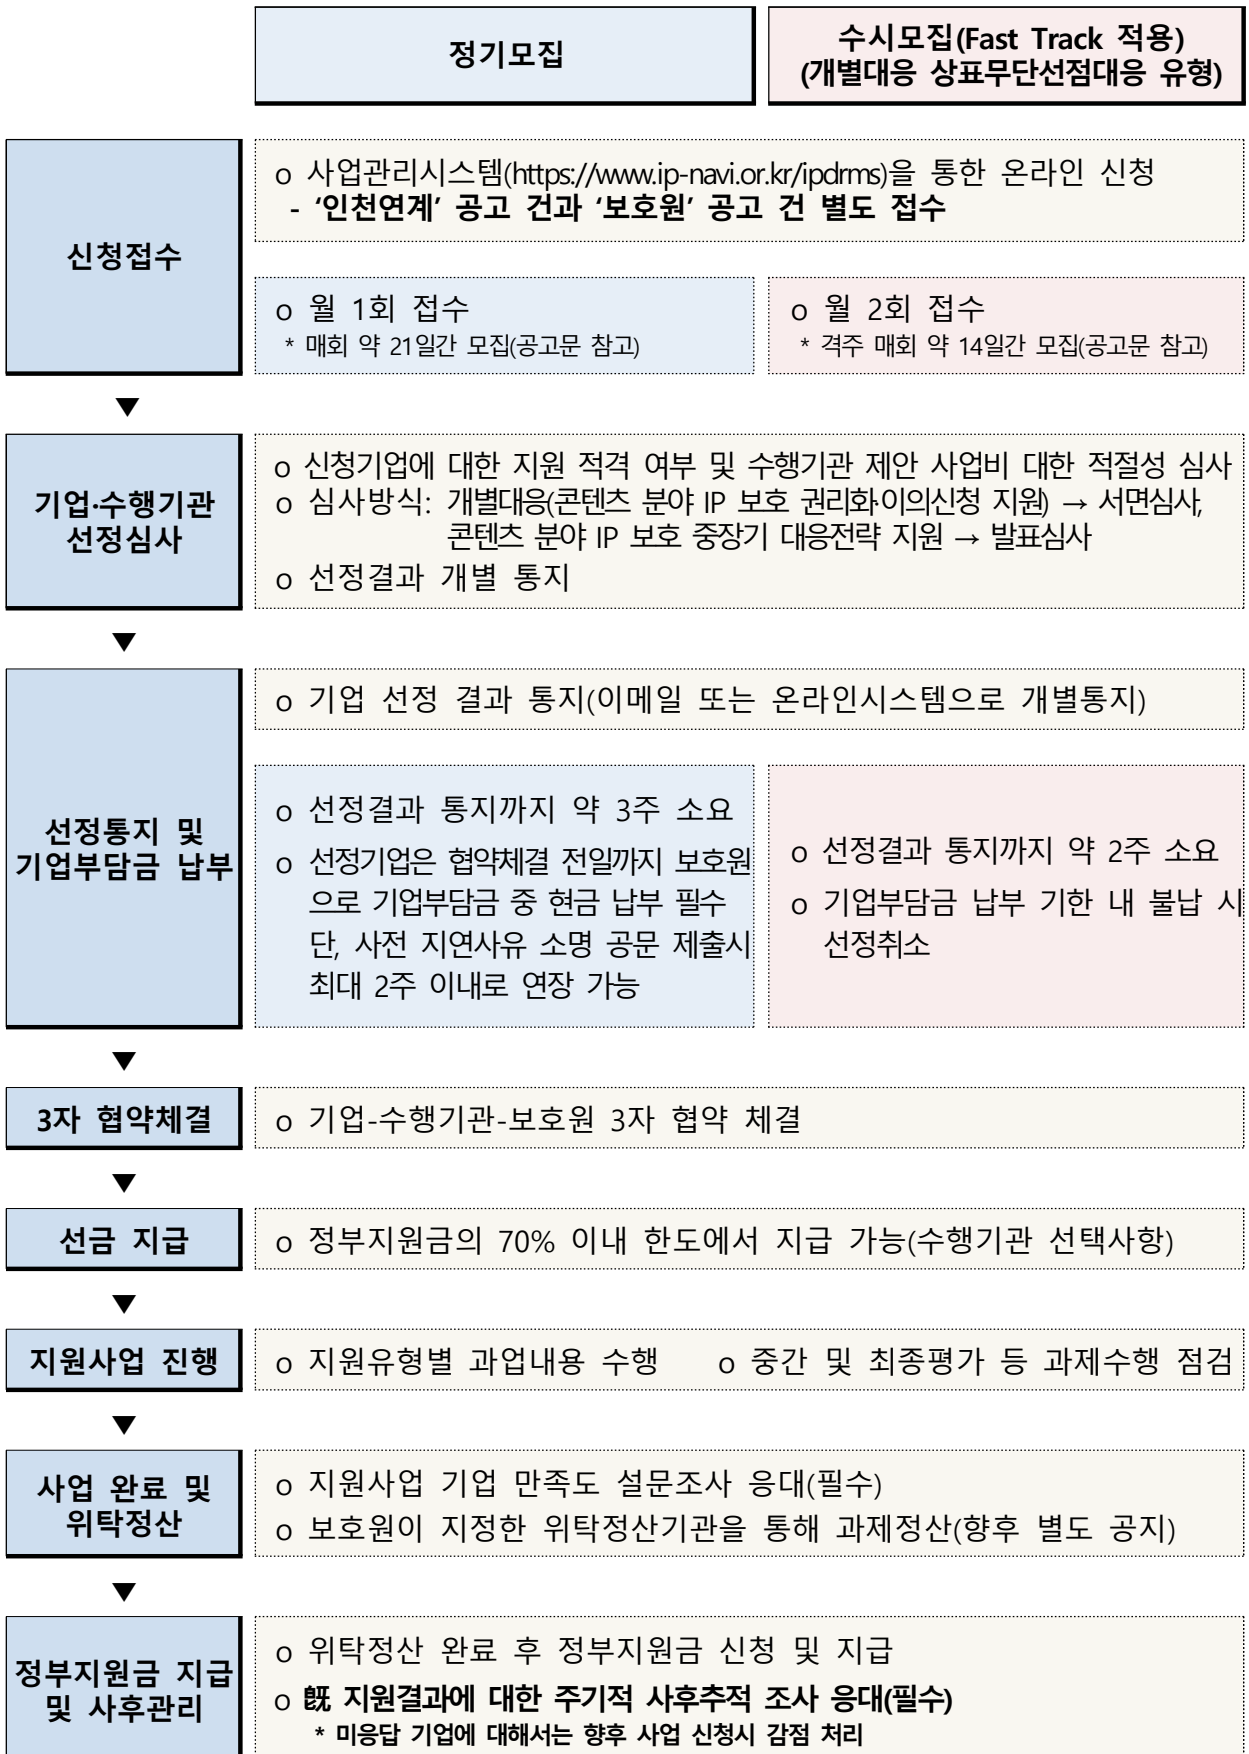 정기모집
수시모집(Fast Track 적용)
(개별대응 상표무단선점대응 유형)
신청접수
o 사업관리시스템(https://www.ip-navi.or.kr/ipdrms)을 통한 온라인 신청
- ‘인천연계’ 공고 건과 ‘보호원’ 공고 건 별도 접수
o 월 1회 접수
* 매회 약 21일간 모집(공고문 참고)
o 월 2회 접수
* 격주 매회 약 14일간 모집(공고문 참고)
▼
기업·수행기관
선정심사
o 신청기업에 대한 지원 적격 여부 및 수행기관 제안 사업비 대한 적절성 심사
o 심사방식: 개별대응(콘텐츠 분야 IP 보호 권리화·이의신청 지원) → 서면심사,
콘텐츠 분야 IP 보호 중장기 대응전략 지원 → 발표심사
o 선정결과 개별 통지
▼
선정통지 및
기업부담금 납부
o 기업 선정 결과 통지(이메일 또는 온라인시스템으로 개별통지)
o 선정결과 통지까지 약 3주 소요
o 선정기업은 협약체결 전일까지 보호원
으로 기업부담금 중 현금 납부 필수
단, 사전 지연사유 소명 공문 제출시
최대 2주 이내로 연장 가능
o 선정결과 통지까지 약 2주 소요
o 기업부담금 납부 기한 내 불납 시
선정취소
▼
3자 협약체결
o 기업-수행기관-보호원 3자 협약 체결
▼
선금 지급
o 정부지원금의 70% 이내 한도에서 지급 가능(수행기관 선택사항)
▼
지원사업 진행
o 지원유형별 과업내용 수행 o 중간 및 최종평가 등 과제수행 점검
▼
사업 완료 및
위탁정산
o 지원사업 기업 만족도 설문조사 응대(필수)
o 보호원이 지정한 위탁정산기관을 통해 과제정산(향후 별도 공지)
▼
정부지원금 지급
및 사후관리
o 위탁정산 완료 후 정부지원금 신청 및 지급
o 旣 지원결과에 대한 주기적 사후추적 조사 응대(필수)
* 미응답 기업에 대해서는 향후 사업 신청시 감점 처리